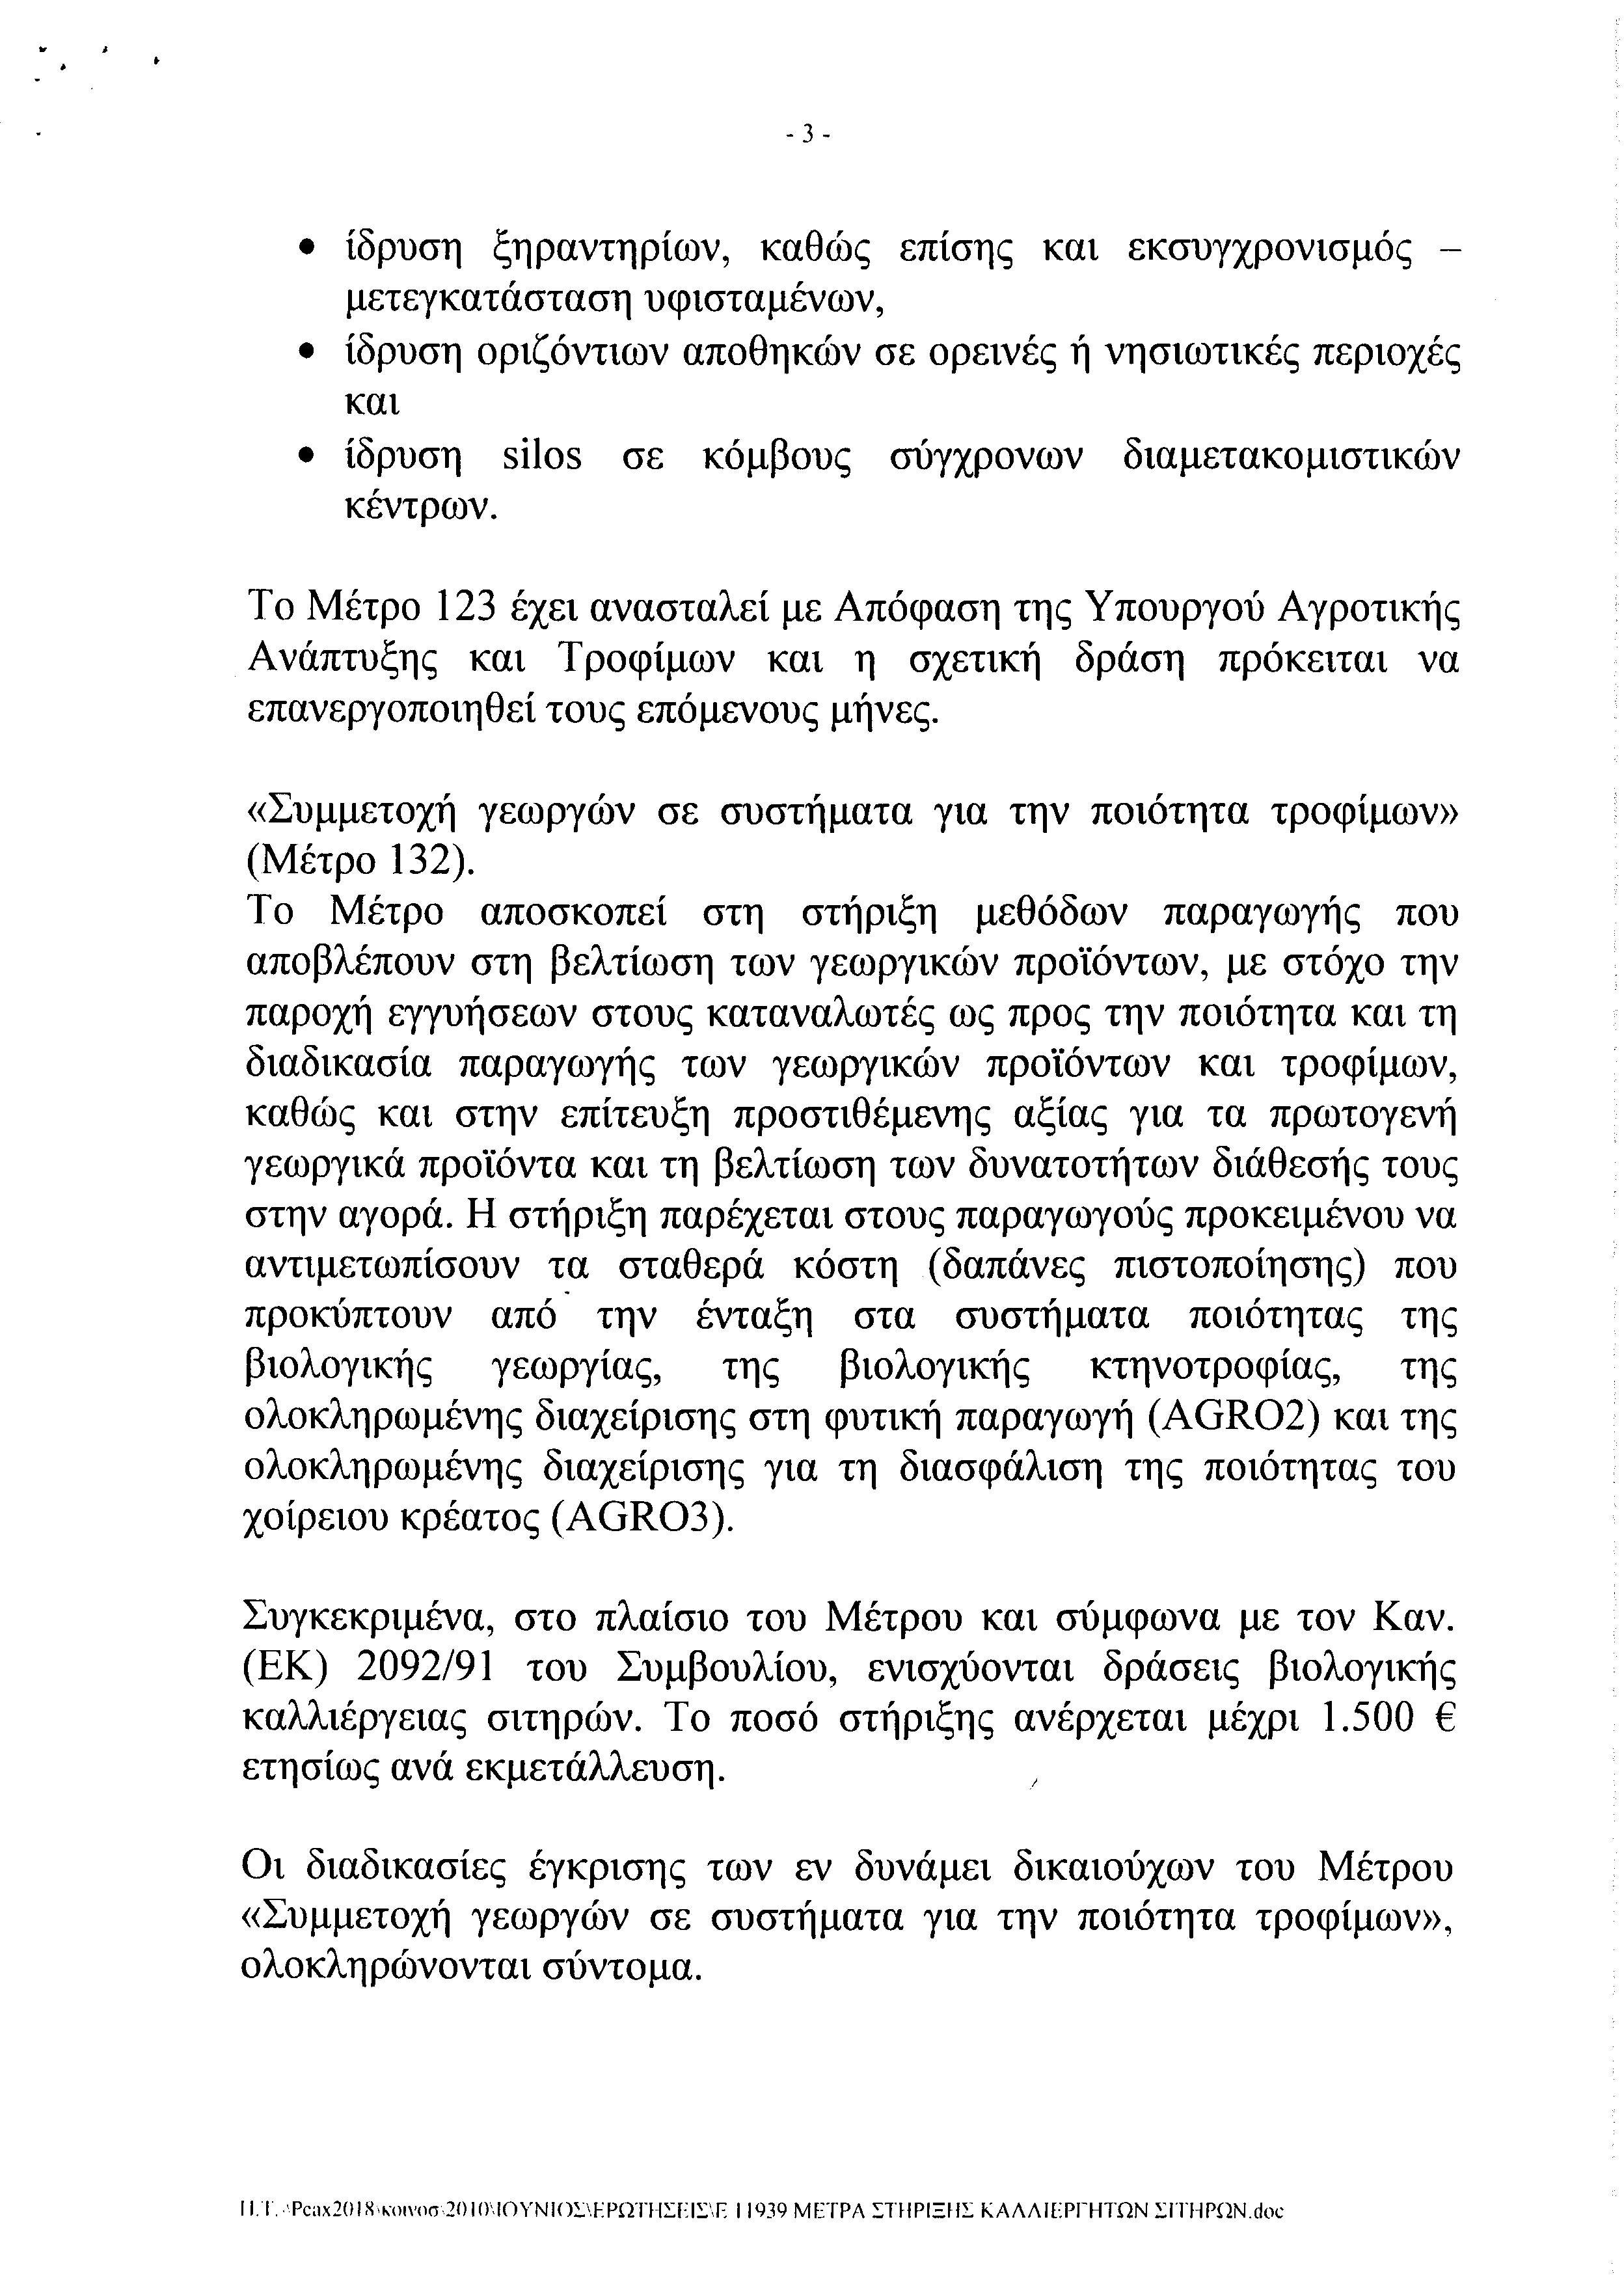 - 3 -
• ίδρυση ξηραντηρίων, καθώς επίσης και εκσυγχρονισμός –
μετεγκατάσταση υφισταμένων,
• ίδρυση οριζόντιων αποθηκών σε ορεινές ή νησιωτικές περιοχές
και
• ίδρυση silos σε κόμβους σύγχρονων διαμετακομιστικών
κέντρων.
Το Μέτρο 123 έχει ανασταλεί με Απόφαση της Υπουργού Αγροτικής
Ανάπτυξης και Τροφίμων και η σχετική δράση πρόκειται να
επανεργοποιηθεί τους επόμενους μήνες.
«Συμμετοχή γεωργών σε συστήματα για την ποιότητα τροφίμων»
(Μέτρο 132).
Το Μέτρο αποσκοπεί στη στήριξη μεθόδων παραγωγής που
αποβλέπουν στη βελτίωση των γεωργικών προϊόντων, με στόχο την
παροχή εγγυήσεων στους καταναλωτές ως προς την ποιότητα και τη
διαδικασία παραγωγής των γεωργικών προϊόντων και τροφίμων,
καθώς και στην επίτευξη προστιθέμενης αξίας για τα πρωτογενή
γεωργικά προϊόντα και τη βελτίωση των δυνατοτήτων διάθεσής τους
στην αγορά. Η στήριξη παρέχεται στους παραγωγούς προκειμένου να
αντιμετωπίσουν τα σταθερά κόστη (δαπάνες πιστοποίησης) που
προκύπτουν από την ένταξη στα συστήματα ποιότητας της
βιολογικής γεωργίας, της βιολογικής κτηνοτροφίας, της
ολοκληρωμένης διαχείρισης στη φυτική παραγωγή (AGRO2) και της
ολοκληρωμένης διαχείρισης για τη διασφάλιση της ποιότητας του
χοίρειου κρέατος (AGRO3).
Συγκεκριμένα, στο πλαίσιο του Μέτρου και σύμφωνα με τον Καν.
(ΕΚ) 2092/91 του Συμβουλίου, ενισχύονται δράσεις βιολογικής
καλλιέργειας σιτηρών. Το ποσό στήριξης ανέρχεται μέχρι 1.500 €
ετησίως ανά εκμετάλλευση.
Οι διαδικασίες έγκρισης των εν δυνάμει δικαιούχων του Μέτρου
«Συμμετοχή γεωργών σε συστήματα για την ποιότητα τροφίμων»,
ολοκληρώνονται σύντομα.
\Pcax2018\κοινοσ\2010\ΙΟΥΝΙΟΣ\ΕΡΩΤΗΣΕΙΣ\Ε 11939 ΜΕΤΡΑ ΣΤΗΡΙΞΗΣ ΚΑΛΛΙΕΡΓΗΤΩΝ ΣΙΤΗΡΩΝ.doc